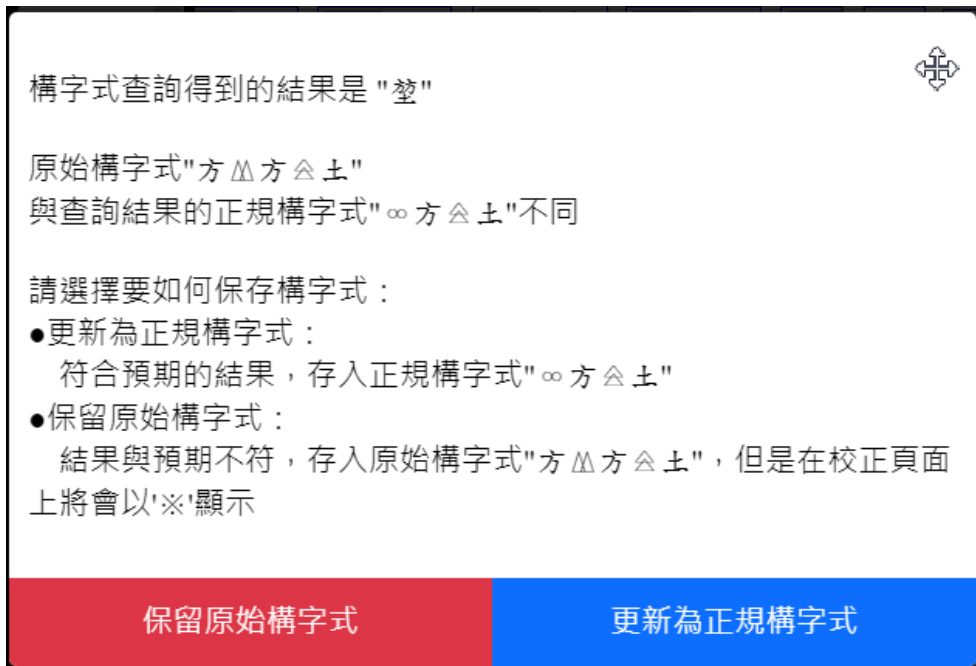 構字式查詢得到的結果是 "堃"
原始構字式"方⿰方⿱土"
與查詢結果的正規構字式"∞方⿱土"不同
請選擇要如何保存構字式：
●更新為正規構字式：
符合預期的結果，存入正規構字式"∞方⿱土"
●保留原始構字式：
結果與預期不符，存入原始構字式"方⿰方⿱土"，但是在校正頁面
上將會以'※'顯示
保留原始構字式
更新為正規構字式